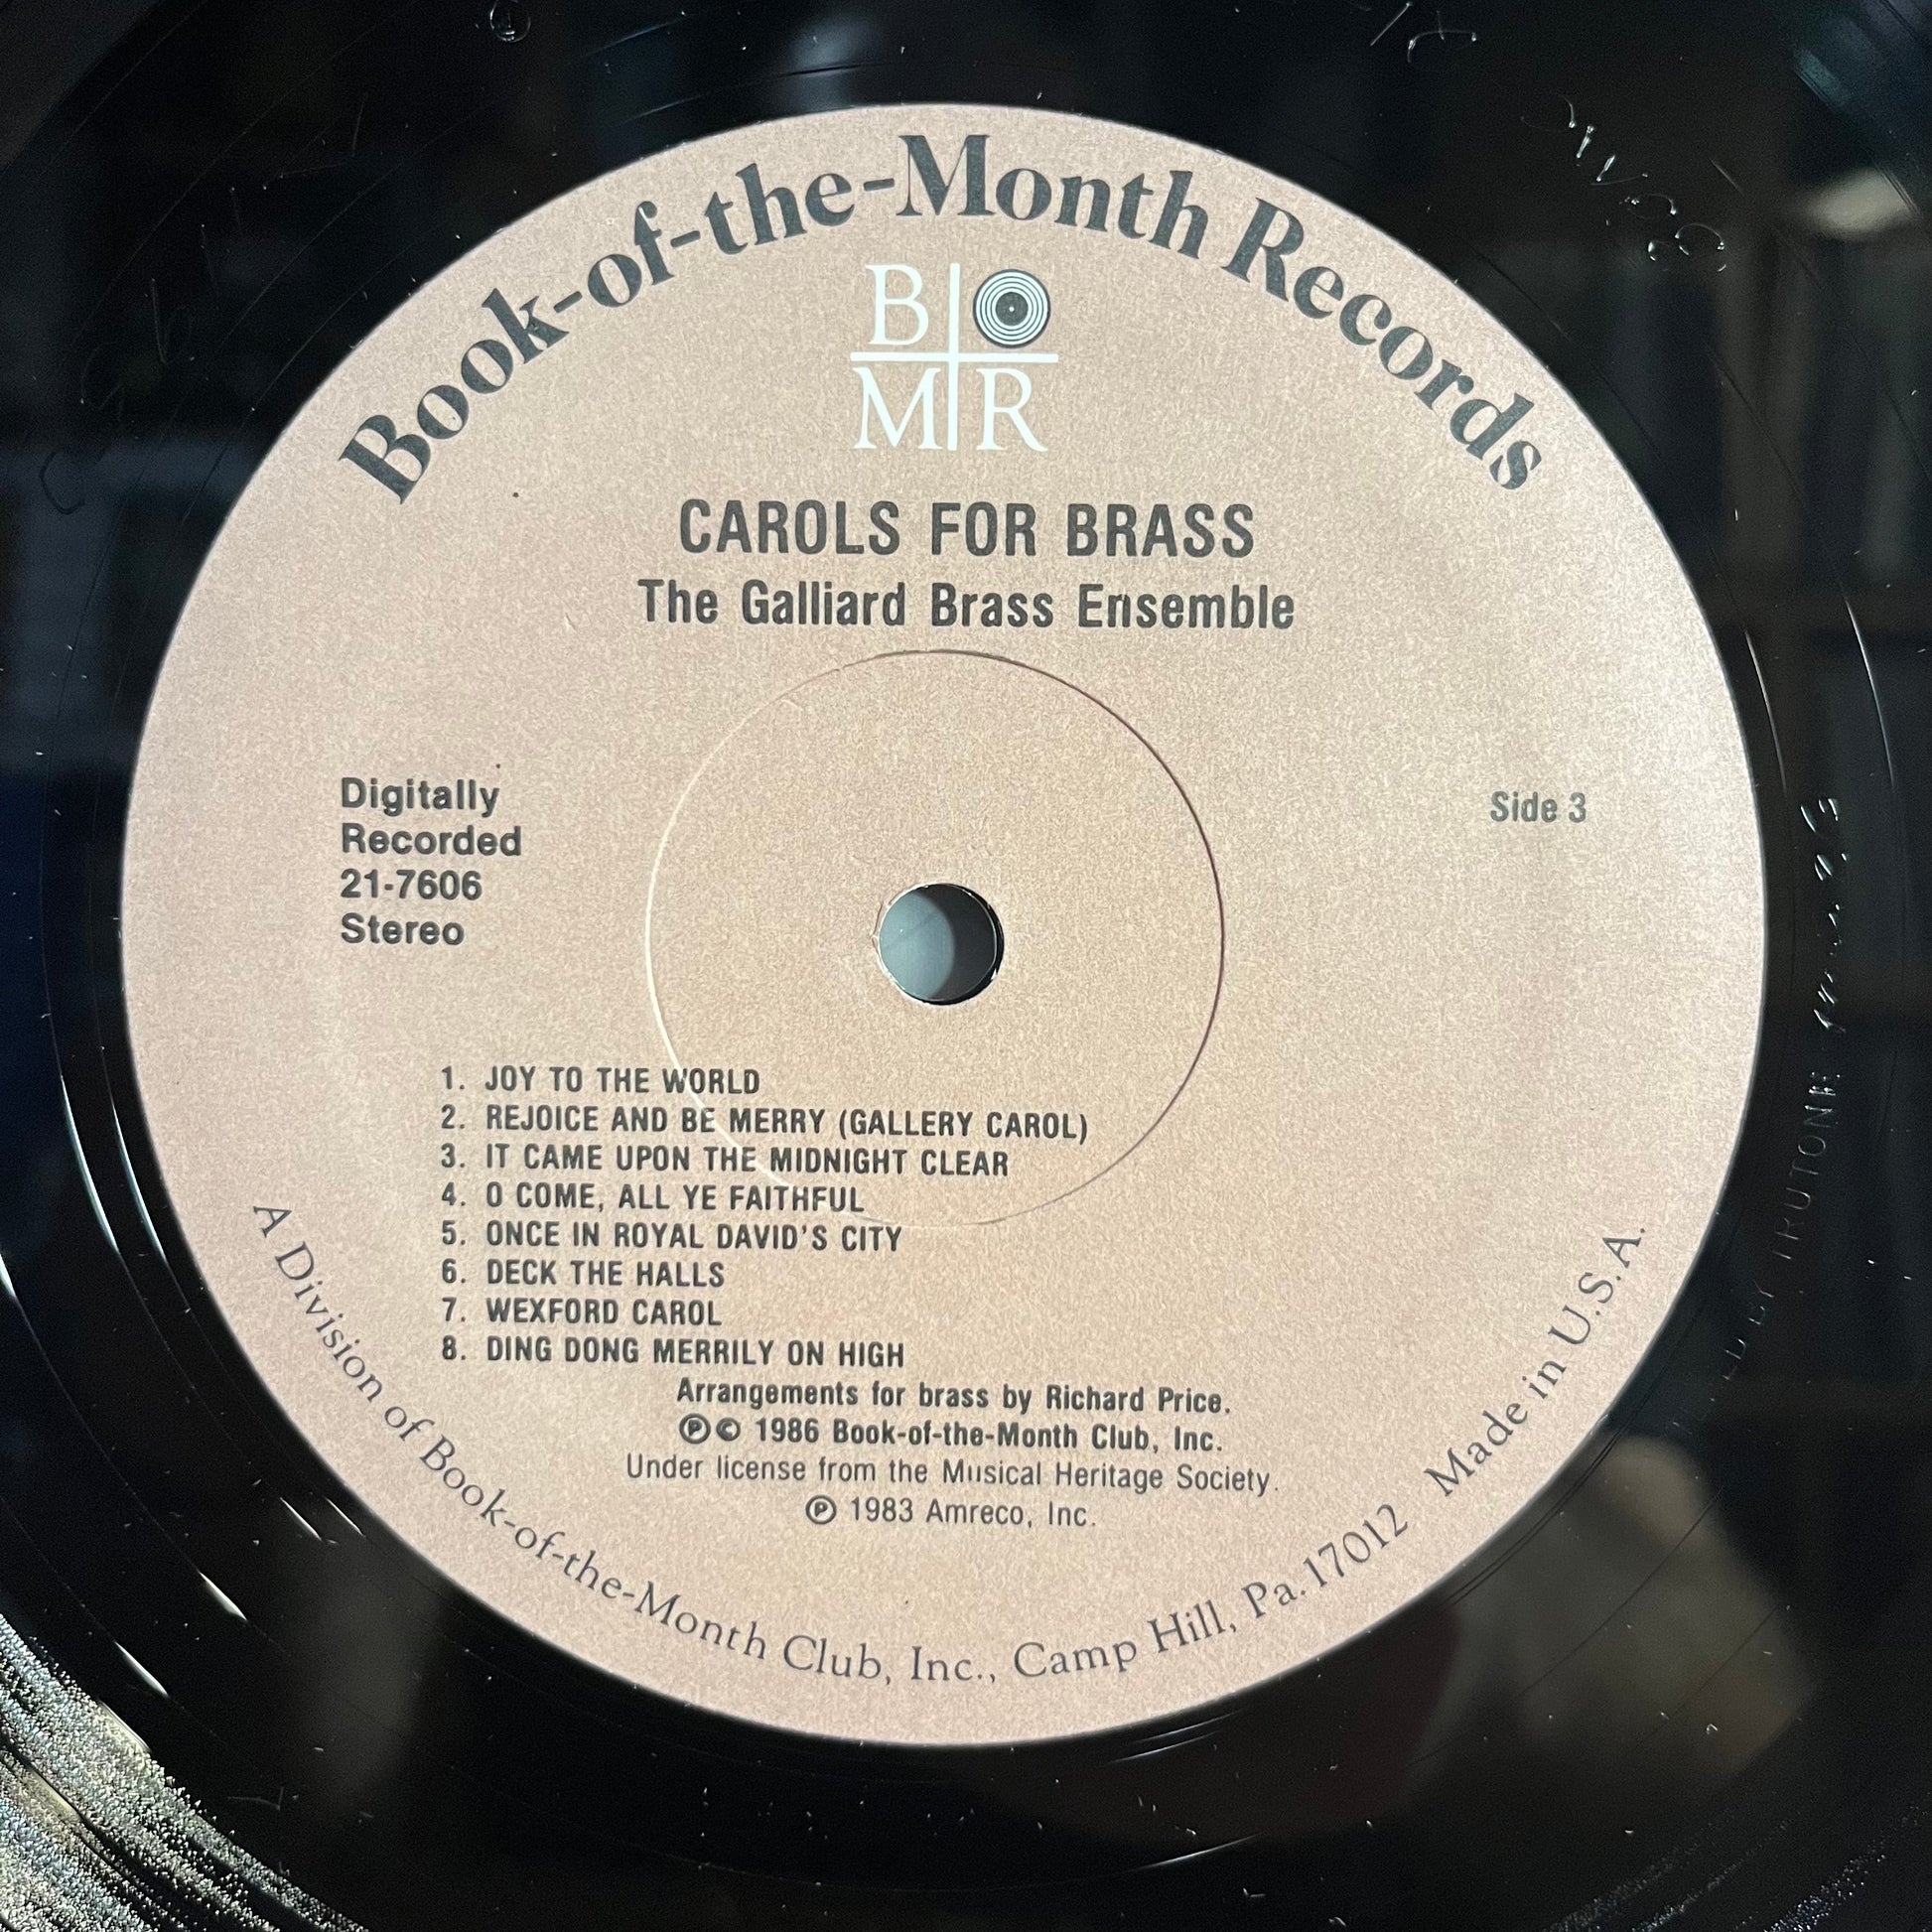 Book-of-the-Month Records
B O
M R
CAROLS FOR BRASS
The Galliard Brass Ensemble
Digitally
Recorded
21-7606
Stereo
Side 3
1. JOY TO THE WORLD
2. REJOICE AND BE MERRY (GALLERY CAROL)
3. IT CAME UPON THE MIDNIGHT CLEAR
4. O COME, ALL YE FAITHFUL
5. ONCE IN ROYAL DAVID'S CITY
6. DECK THE HALLS
7. WEXFORD CAROL
8. DING DONG MERRILY ON HIGH
Arrangements for brass by Richard Price.
℗© 1986 Book-of-the-Month Club, Inc.
Under license from the Musical Heritage Society.
℗ 1983 Amreco, Inc.
A Division of Book-of-the-Month Club, Inc., Camp Hill, Pa. 17012 Made in U.S.A.
BY TRUTONE